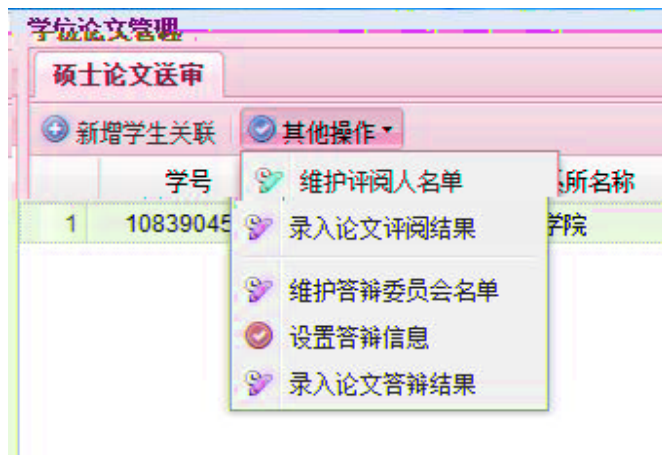 学位论文管理
硕士论文送审
新增学生关联 其他操作
学号 所名称
1 10839045 学院
维护评阅人名单
录入论文评阅结果
维护答辩委员会名单
设置答辩信息
录入论文答辩结果